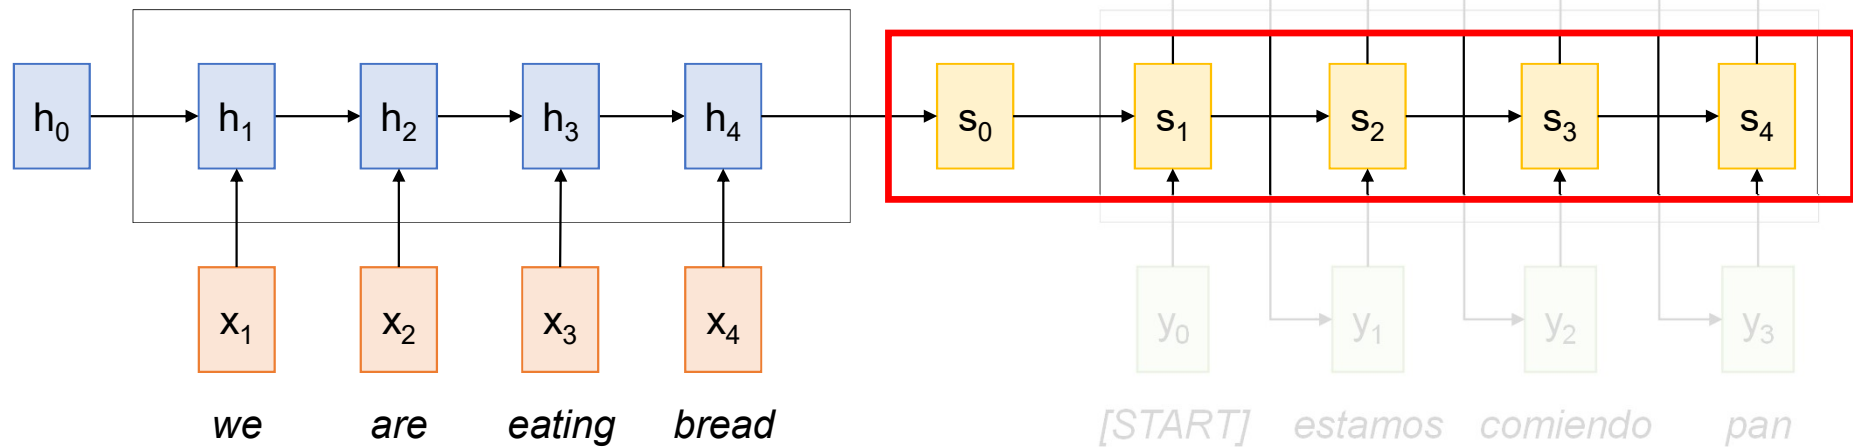 h₀ h₁ h₂ h₃ h₄ s₀ s₁ s₂ s₃ s₄
x₁ x₂ x₃ x₄ y₀ y₁ y₂ y₃
we are eating bread [START] estamos comiendo pan